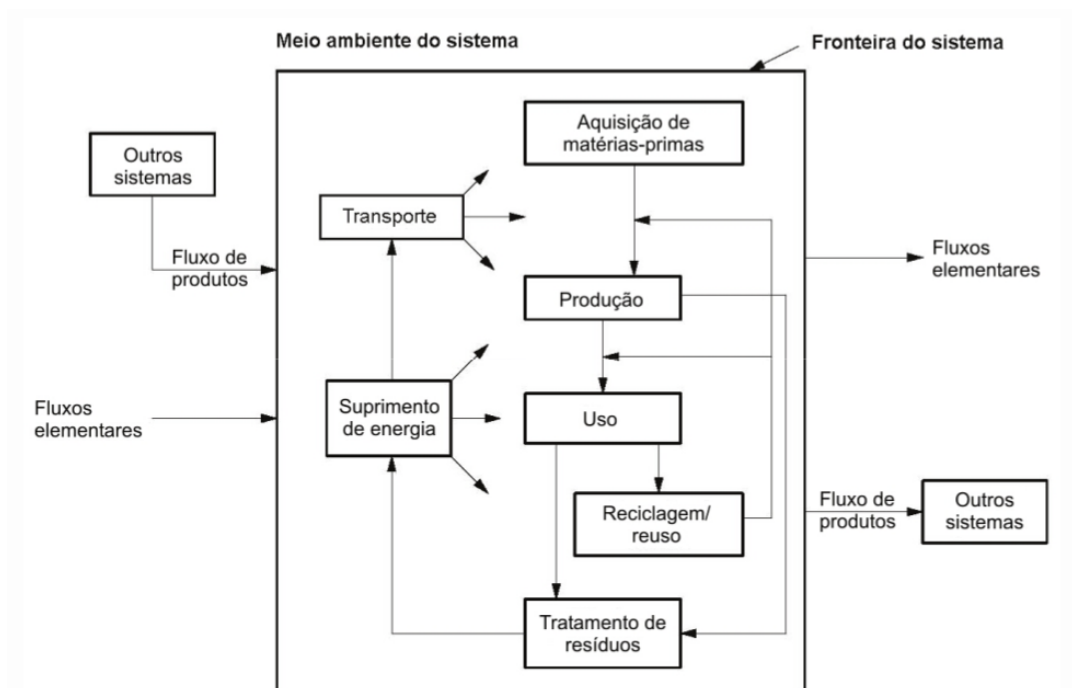 Meio ambiente do sistema
Fronteira do sistema
Aquisição de
matérias-primas
Outros
sistemas
Transporte
Fluxo de
produtos
Fluxos
elementares
Produção
Fluxos
elementares
Suprimento
de energia
Uso
Reciclagem/
reuso
Fluxo de
produtos
Outros
sistemas
Tratamento de
resíduos